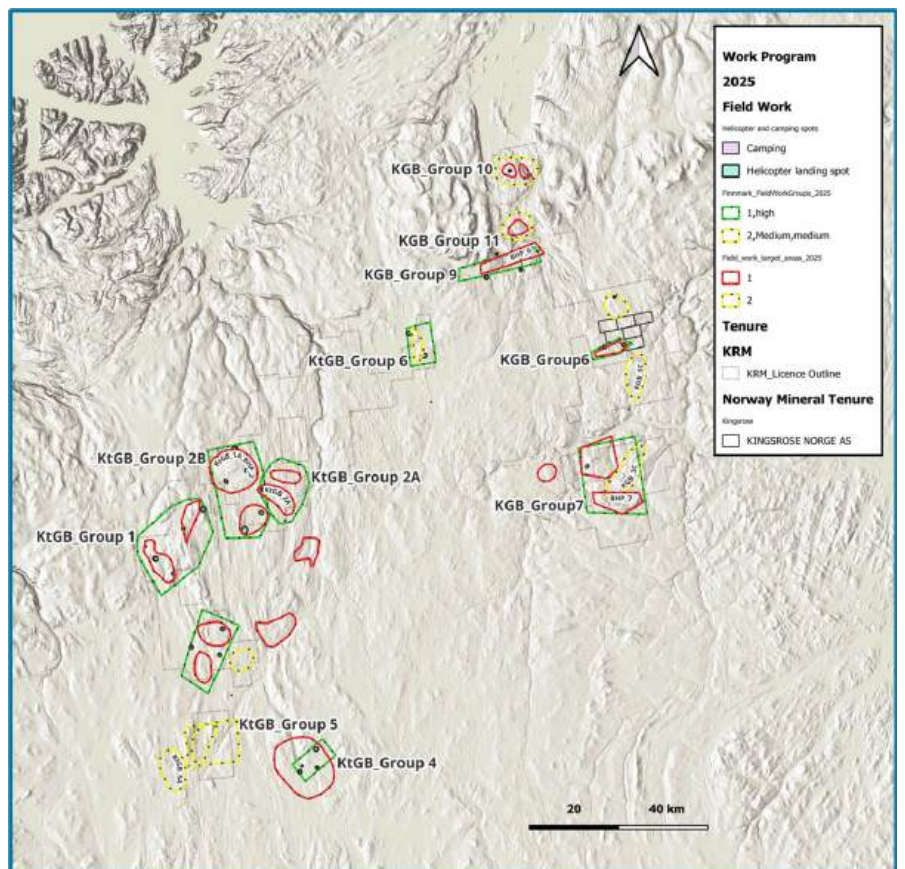 Work Program
2025
Field Work
Helicopter and camping spots
Camping
Helicopter landing spot
Finnmark_FieldWorkGroups_2025
1,high
2,Medium,medium
Field_work_target_areas_2025
1
2
Tenure
KRM
KRM_Licence Outline
Norway Mineral Tenure
Kingsrose
KINGSROSE NORGE AS
KGB_Group 10
KGB_Group 11
KGB_Group 9
KtGB_Group 6
KGB_Group6
KtGB_Group 2B
KtGB_Group 2A
KtGB_2A
KGB_Group7
BHP_7
KtGB_Group 1
KtGB_Group 5
KtGB_Group 4
20
40 km